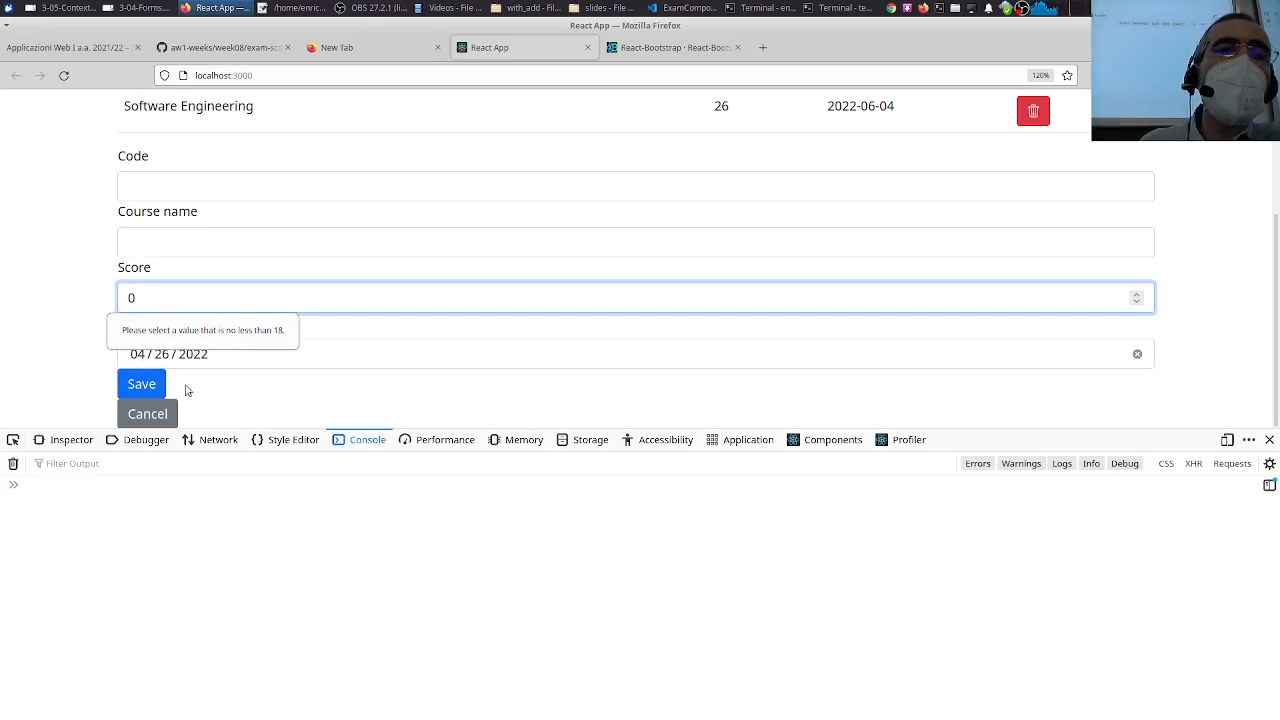 3-05-Context...
3-04-Forms...
React App — ...
/home/enric...
OBS 27.2.1 (...
Videos - File ...
with_add - Fi...
slides - File ...
ExamCompo...
Terminal - en...
Terminal - te...
React App — Mozilla Firefox
Applicazioni Web I a.a. 2021/22 –
aw1-weeks/week08/exam-sco
New Tab
React App
React-Bootstrap · React-Boots
localhost:3000
120%
Software Engineering 26 2022-06-04
Code
Course name
Score
0
Please select a value that is no less than 18.
04 / 26 / 2022
Save
Cancel
Inspector Debugger Network Style Editor Console Performance Memory Storage Accessibility Application Components Profiler
Filter Output Errors Warnings Logs Info Debug CSS XHR Requests